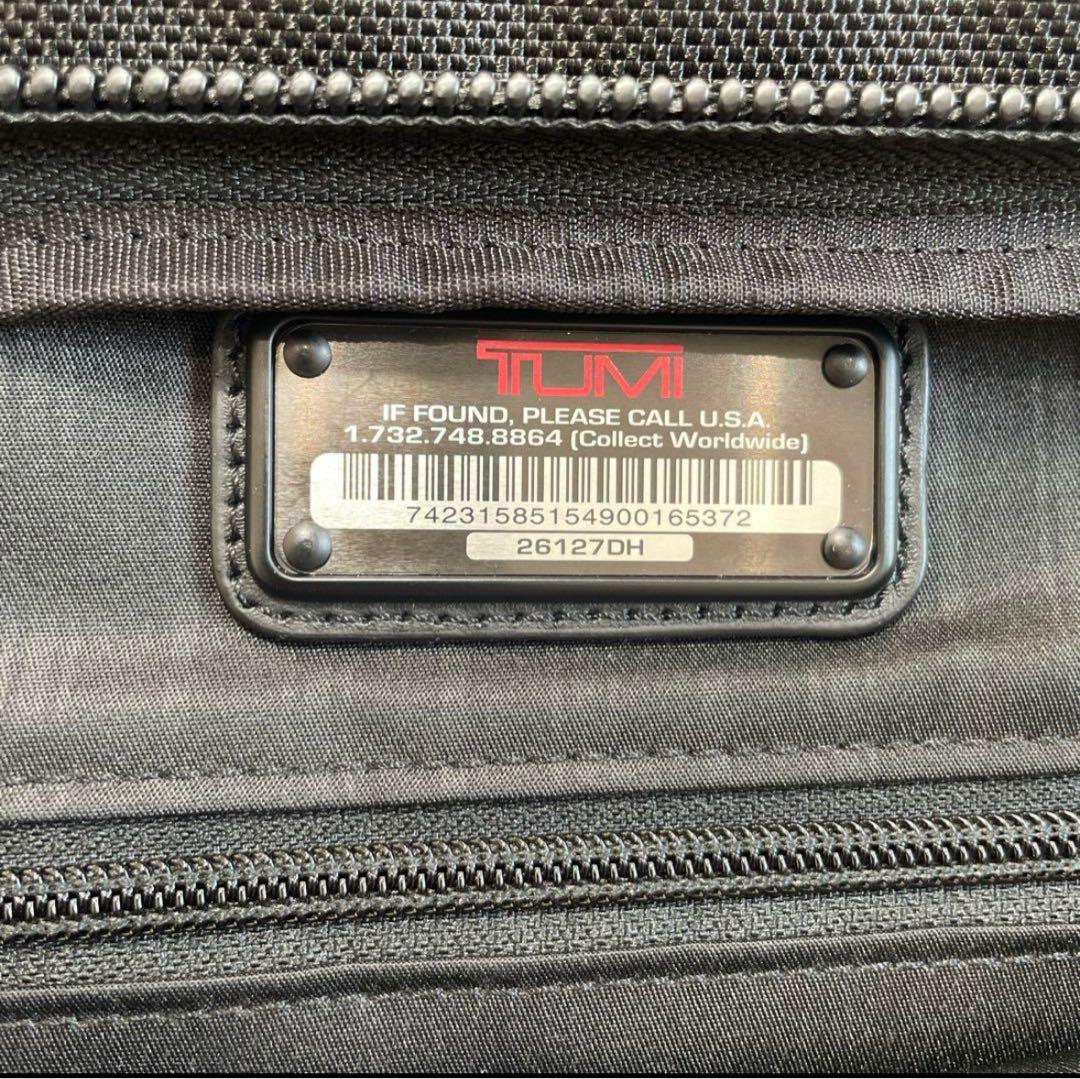 TUMI
IF FOUND, PLEASE CALL U.S.A.
1.732.748.8864 (Collect Worldwide)
74231585154900165372
26127DH